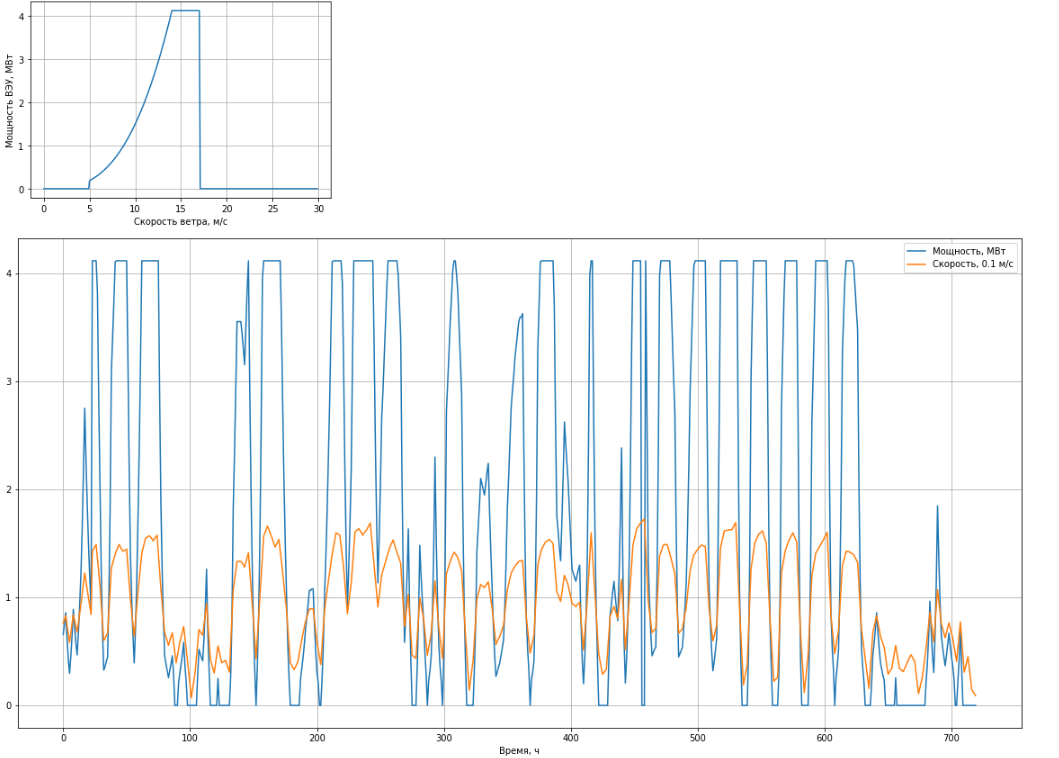 4
3
2
1
0
Мощность ВЭУ, МВт
0 5 10 15 20 25 30
Скорость ветра, м/с
Мощность, МВт
Скорость, 0.1 м/с
4
3
2
1
0
0 100 200 300 400 500 600 700
Время, ч